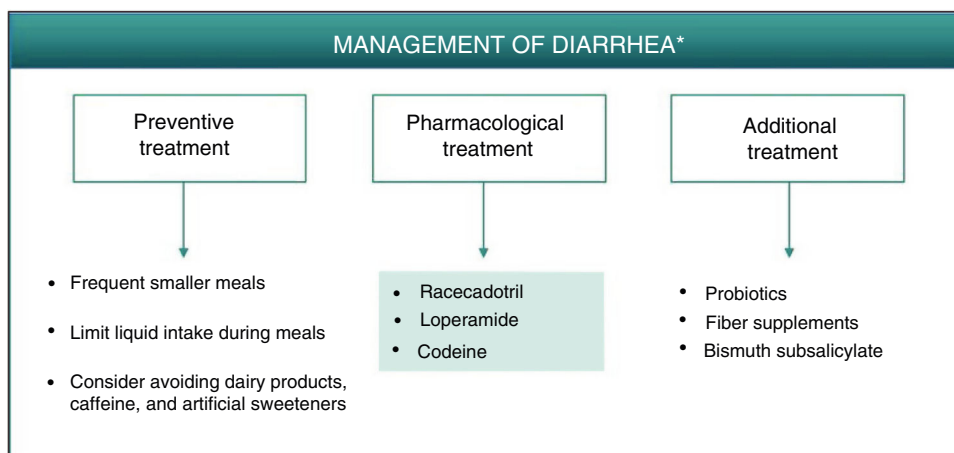 MANAGEMENT OF DIARRHEA*
Preventive
treatment
Pharmacological
treatment
Additional
treatment
• Frequent smaller meals
• Limit liquid intake during meals
• Consider avoiding dairy products,
caffeine, and artificial sweeteners
• Racecadotril
• Loperamide
• Codeine
• Probiotics
• Fiber supplements
• Bismuth subsalicylate